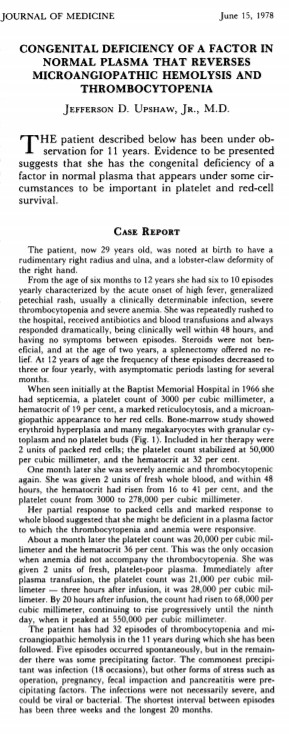 JOURNAL OF MEDICINE June 15, 1978
CONGENITAL DEFICIENCY OF A FACTOR IN
NORMAL PLASMA THAT REVERSES
MICROANGIOPATHIC HEMOLYSIS AND
THROMBOCYTOPENIA
JEFFERSON D. UPSHAW, JR., M.D.
THE patient described below has been under ob-
servation for 11 years. Evidence to be presented
suggests that she has the congenital deficiency of a
factor in normal plasma that appears under some cir-
cumstances to be important in platelet and red-cell
survival.
CASE REPORT
The patient, now 29 years old, was noted at birth to have a
rudimentary right radius and ulna, and a lobster-claw deformity of
the right hand.
From the age of six months to 12 years she had six to 10 episodes
yearly characterized by the acute onset of high fever, generalized
petechial rash, usually a clinically determinable infection, severe
thrombocytopenia and severe anemia. She was repeatedly rushed to
the hospital, received antibiotics and blood transfusions and always
responded dramatically, being clinically well within 48 hours, and
having no symptoms between episodes. Steroids were not ben-
eficial, and at the age of two years, a splenectomy offered no re-
lief. At 12 years of age the frequency of these episodes decreased to
three or four yearly, with asymptomatic periods lasting for several
months.
When seen initially at the Baptist Memorial Hospital in 1966 she
had septicemia, a platelet count of 3000 per cubic millimeter, a
hematocrit of 19 per cent, a marked reticulocytosis, and a microan-
giopathic appearance to her red cells. Bone-marrow study showed
erythroid hyperplasia and many megakaryocytes with granular cy-
toplasm and no platelet buds (Fig. 1). Included in her therapy were
2 units of packed red cells; the platelet count stabilized at 50,000
per cubic millimeter, and the hematocrit at 32 per cent.
One month later she was severely anemic and thrombocytopenic
again. She was given 2 units of fresh whole blood, and within 48
hours, the hematocrit had risen from 16 to 41 per cent, and the
platelet count from 3000 to 278,000 per cubic millimeter.
Her partial response to packed cells and marked response to
whole blood suggested that she might be deficient in a plasma factor
to which the thrombocytopenia and anemia were responsive.
About a month later the platelet count was 20,000 per cubic mil-
limeter and the hematocrit 36 per cent. This was the only occasion
when anemia did not accompany the thrombocytopenia. She was
given 2 units of fresh, platelet-poor plasma. Immediately after
plasma transfusion, the platelet count was 21,000 per cubic mil-
limeter — three hours after infusion, it was 28,000 per cubic mil-
limeter. By 20 hours after infusion, the count had risen to 68,000 per
cubic millimeter, continuing to rise progressively until the ninth
day, when it peaked at 550,000 per cubic millimeter.
The patient has had 32 episodes of thrombocytopenia and mi-
croangiopathic hemolysis in the 11 years during which she has been
followed. Five episodes occurred spontaneously, but in the remain-
der there was some precipitating factor. The commonest precipi-
tant was infection (18 occasions), but other forms of stress such as
operation, pregnancy, fecal impaction and pancreatitis were pre-
cipitating factors. The infections were not necessarily severe, and
could be viral or bacterial. The shortest interval between episodes
has been three weeks and the longest 20 months.